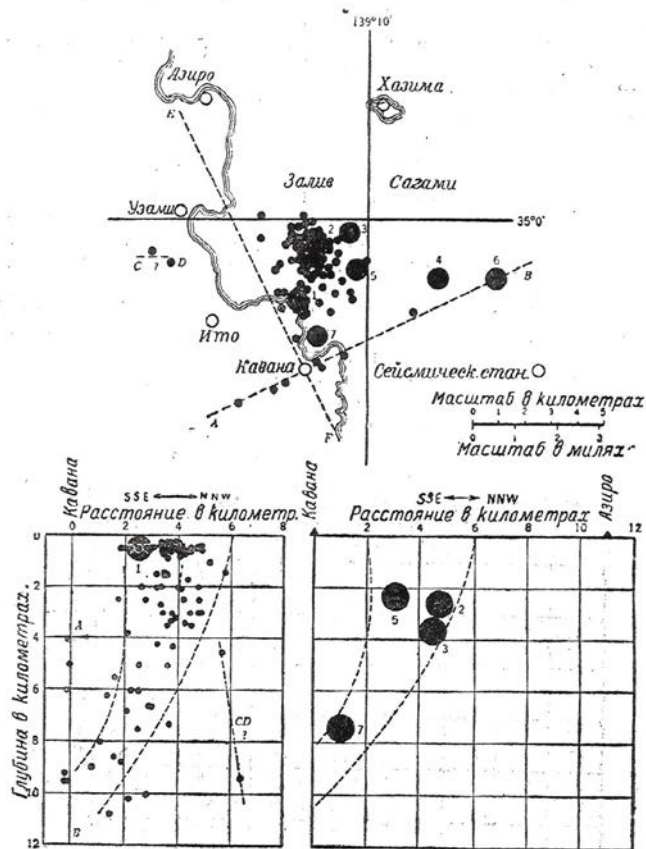 139°10'
Азиро
Хазима
E
Залив Сагами
Узами
35°0'
2 3
C ? D
5 4 6
B
1
Ито
7
Кавана
Сейсмическ. стан.
Масштаб в километрах
A
0 1 2 3 4 5
F
0 1 2 3
Масштаб в милях
Кавана
SSE NNW
Расстояние в километр.
0 2 4 6 8
Глубина в километрах.
0
2
4
6
8
10
12
1
A
CD
?
B
Кавана
SSE NNW
Расстояние в километрах
Азиро
2 4 6 8 10 11 12
5 2
3
7